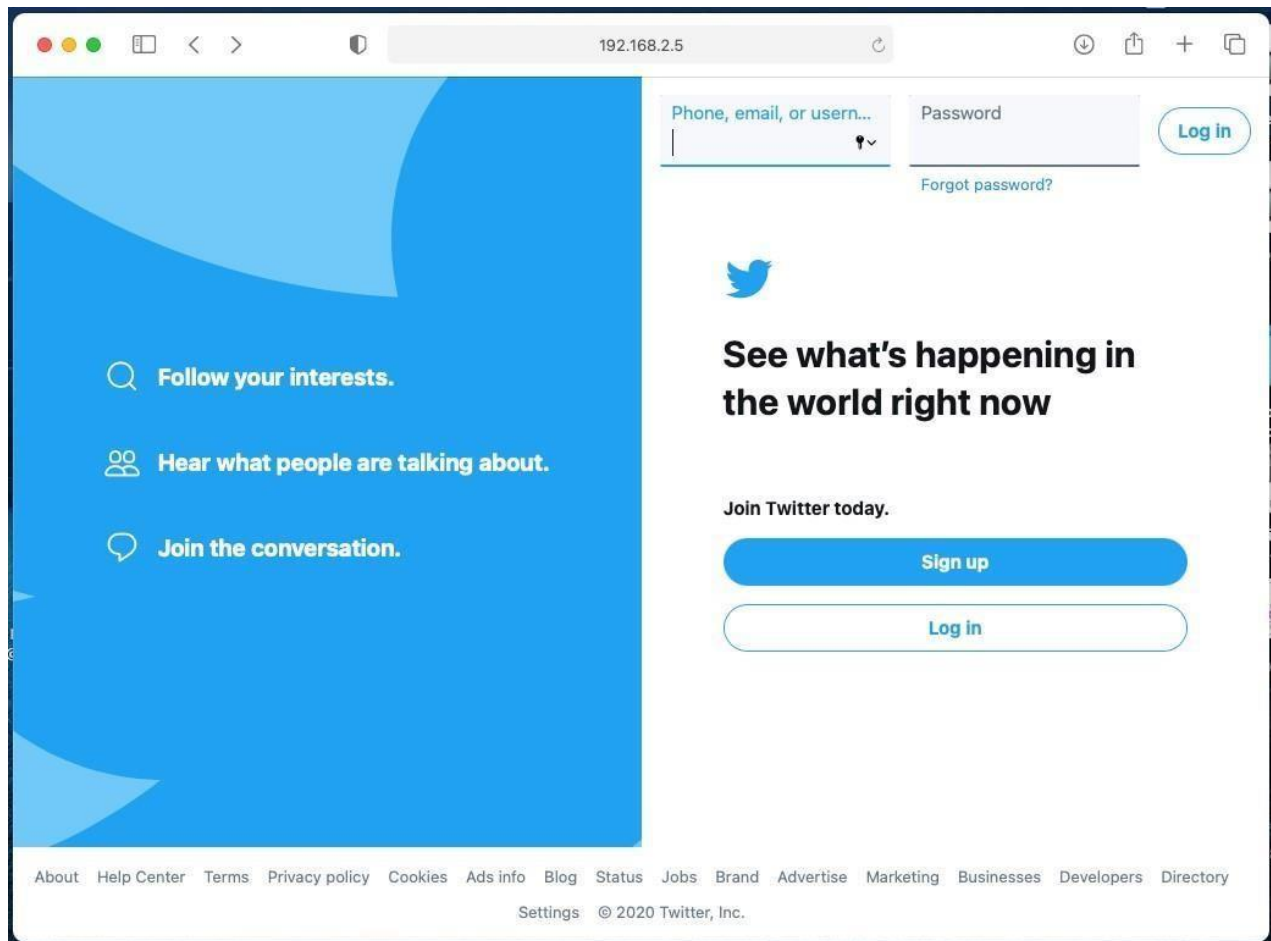 192.168.2.5
Phone, email, or usern...
Password
Log in
Forgot password?
See what's happening in
the world right now
Follow your interests.
Hear what people are talking about.
Join the conversation.
Join Twitter today.
Sign up
Log in
About Help Center Terms Privacy policy Cookies Ads info Blog Status Jobs Brand Advertise Marketing Businesses Developers Directory
Settings © 2020 Twitter, Inc.